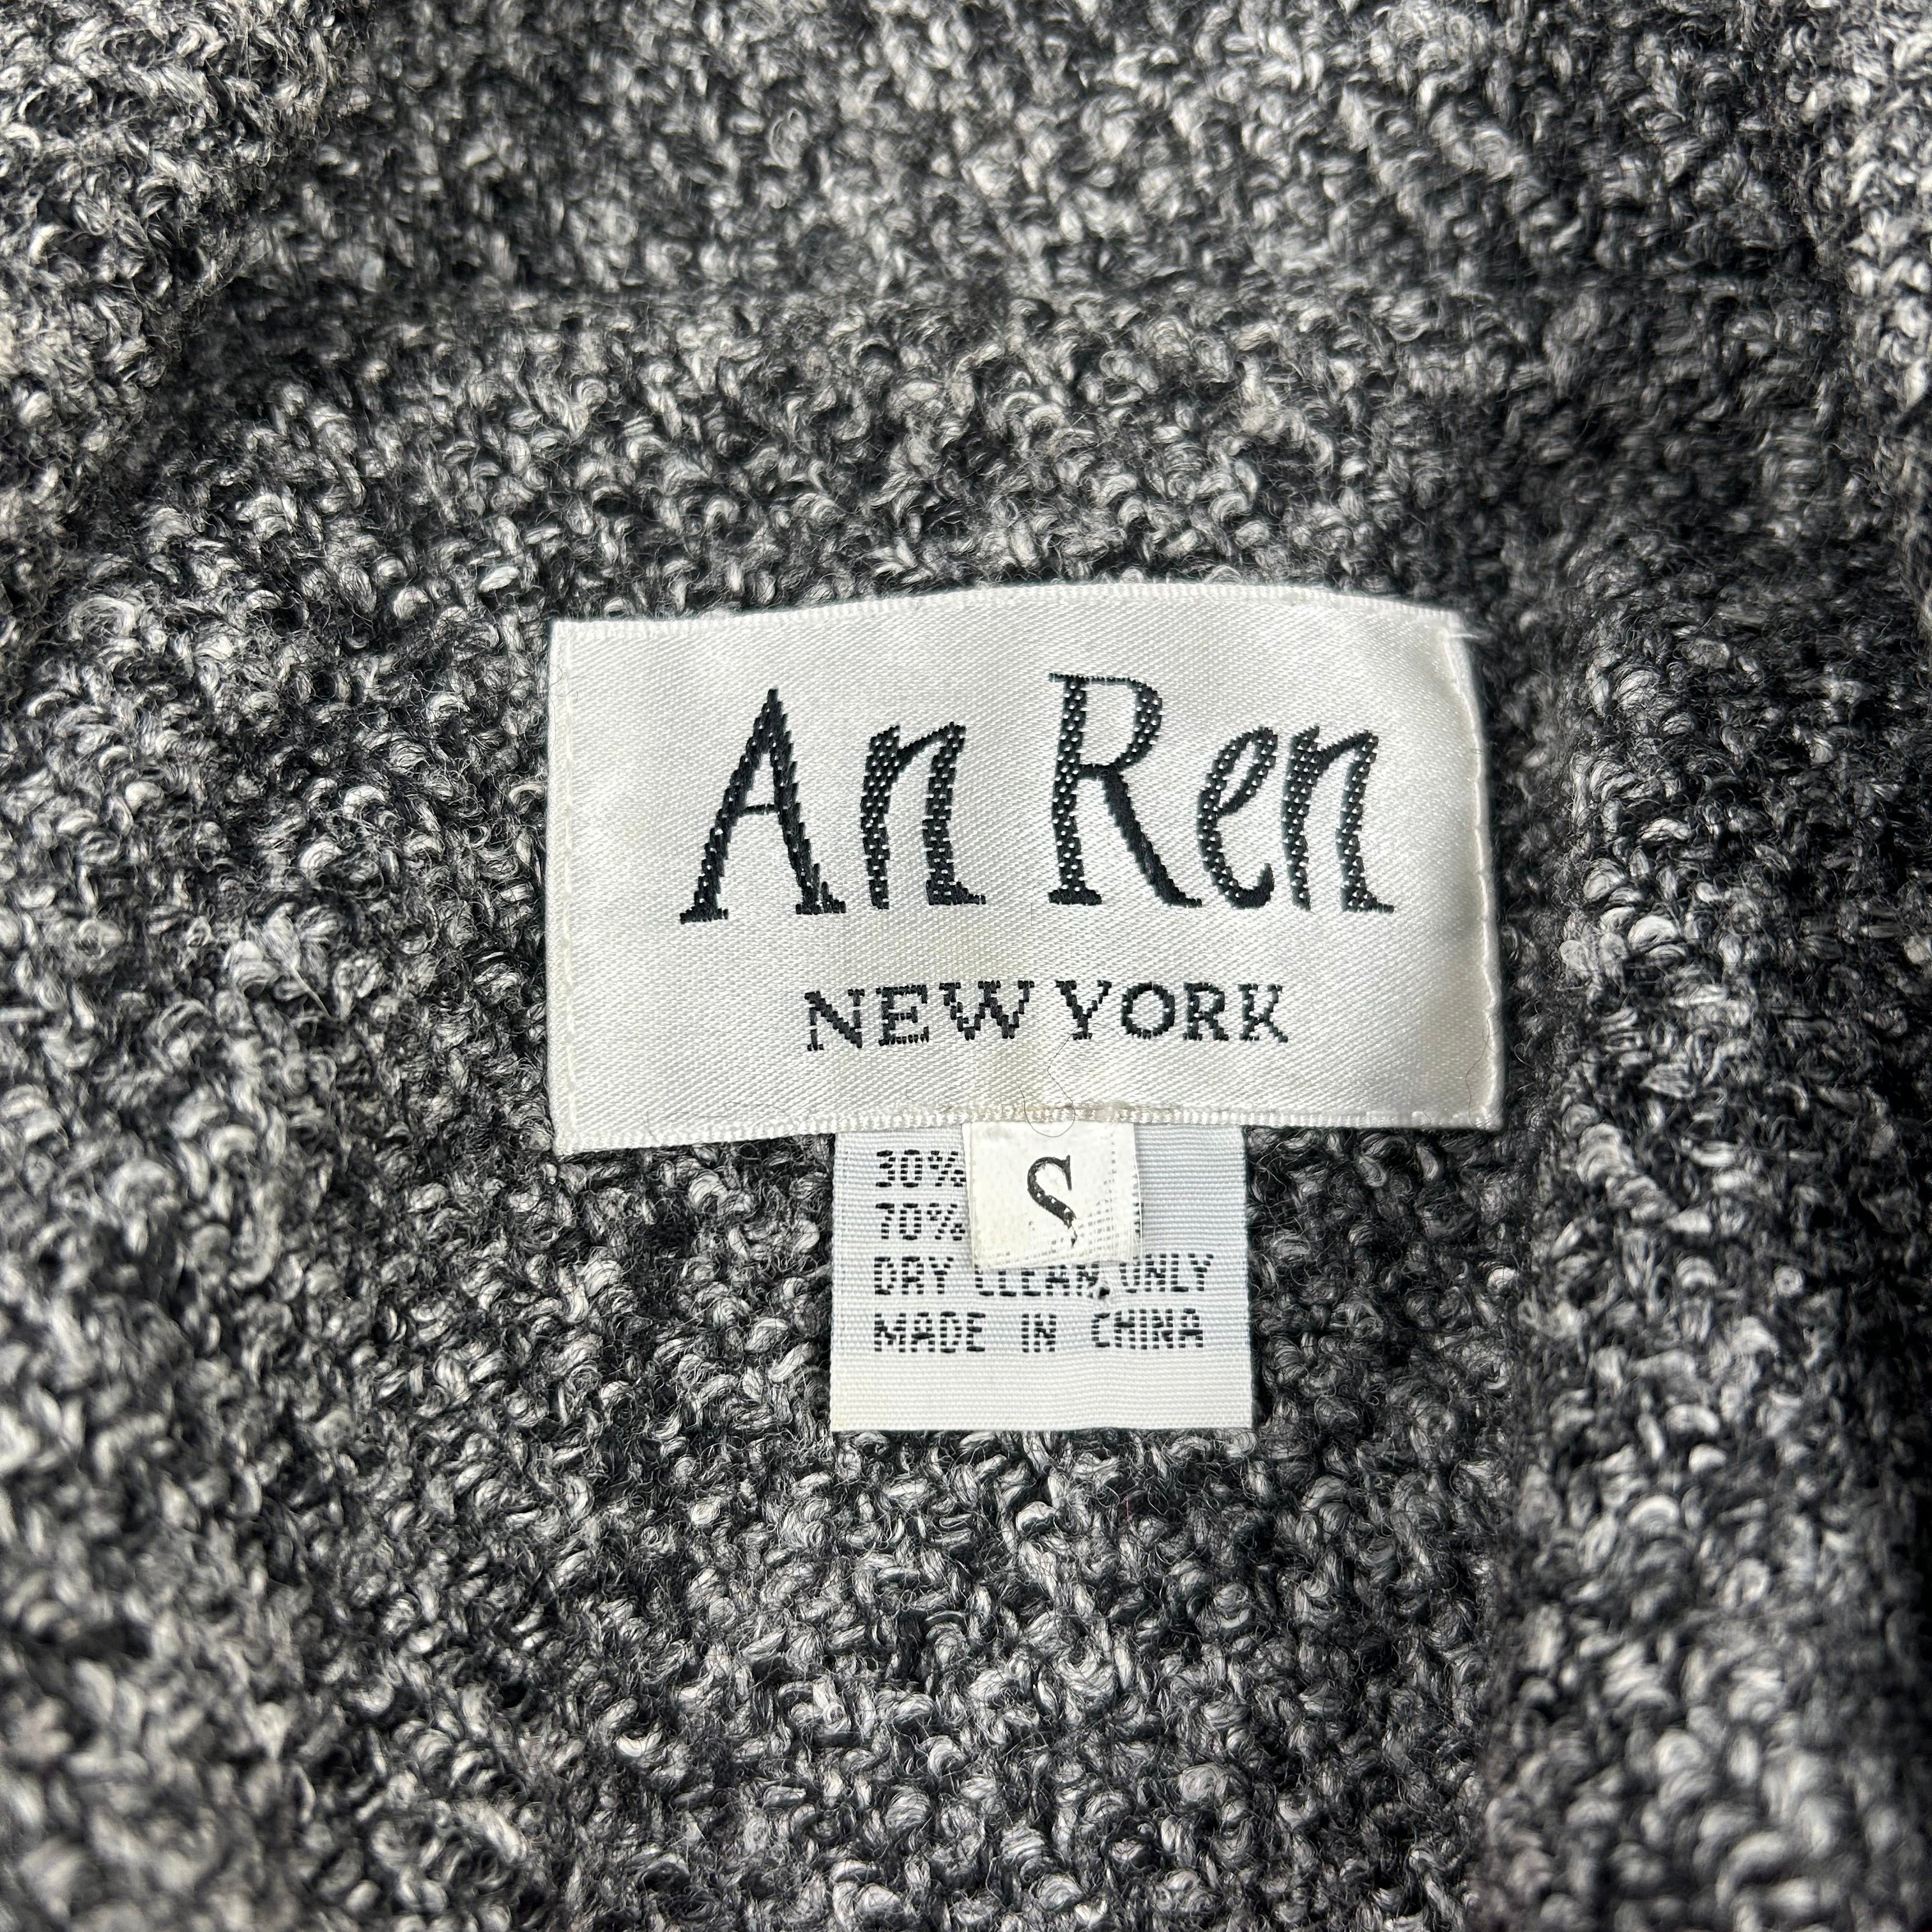 An Ren
NEW YORK
S
30%
70%
DRY CLEAN ONLY
MADE IN CHINA